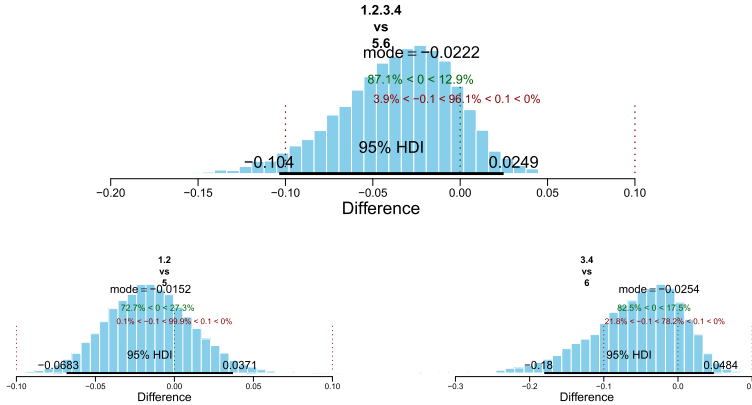 1.2.3.4
vs
5.6
mode = −0.0222
87.1% < 0 < 12.9%
3.9% < −0.1 < 96.1% < 0.1 < 0%
95% HDI
−0.104 0.0249
−0.20 −0.15 −0.10 −0.05 0.00 0.05 0.10
Difference
1.2
vs
5
mode = −0.0152
72.7% < 0 < 27.3%
0.1% < −0.1 < 99.9% < 0.1 < 0%
95% HDI
−0.0683 0.0371
−0.10 −0.05 0.00 0.05 0.10
Difference
3.4
vs
6
mode = −0.0254
82.5% < 0 < 17.5%
21.8% < −0.1 < 78.2% < 0.1 < 0%
95% HDI
−0.18 0.0484
−0.3 −0.2 −0.1 0.0 0.1
Difference